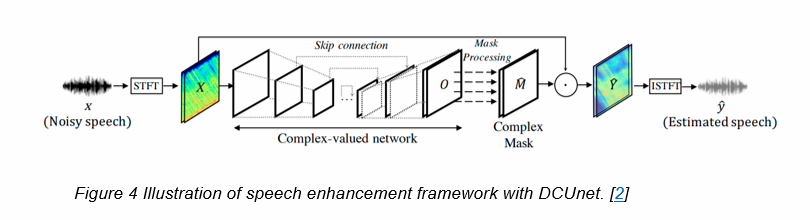 Skip connection
Mask
Processing
STFT
X
O
M̂
Ŷ
ISTFT
x
(Noisy speech)
ŷ
(Estimated speech)
Complex-valued network
Complex
Mask
Figure 4 Illustration of speech enhancement framework with DCUnet. [2]